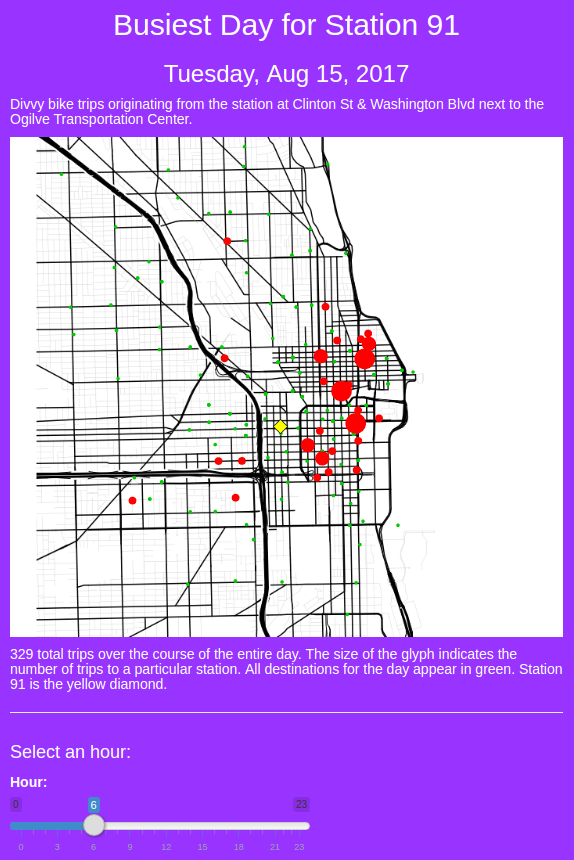 Busiest Day for Station 91
Tuesday, Aug 15, 2017
Divvy bike trips originating from the station at Clinton St & Washington Blvd next to the
Ogilve Transportation Center.
329 total trips over the course of the entire day. The size of the glyph indicates the
number of trips to a particular station. All destinations for the day appear in green. Station
91 is the yellow diamond.
Select an hour:
Hour:
0 6 23
0 3 6 9 12 15 18 21 23